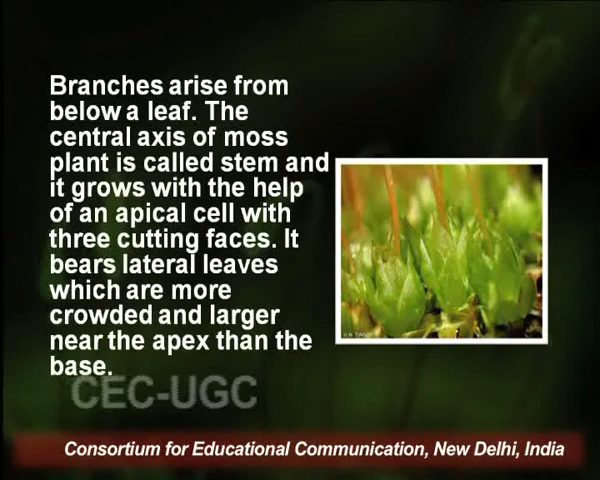 Branches arise from
below a leaf. The
central axis of moss
plant is called stem and
it grows with the help
of an apical cell with
three cutting faces. It
bears lateral leaves
which are more
crowded and larger
near the apex than the
base.
CEC-UGC
Consortium for Educational Communication, New Delhi, India